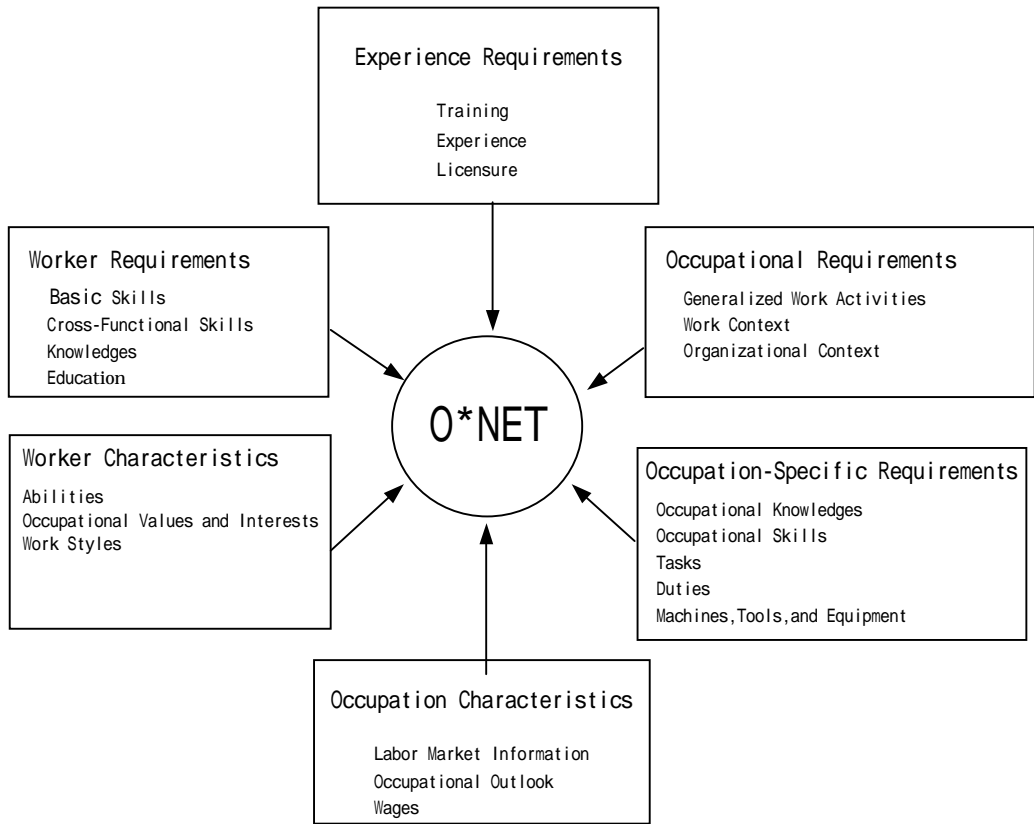 Experience Requirements
Training
Experience
Licensure
Worker Requirements
Basic Skills
Cross-Functional Skills
Knowledges
Education
Occupational Requirements
Generalized Work Activities
Work Context
Organizational Context
O*NET
Worker Characteristics
Abilities
Occupational Values and Interests
Work Styles
Occupation-Specific Requirements
Occupational Knowledges
Occupational Skills
Tasks
Duties
Machines,Tools,and Equipment
Occupation Characteristics
Labor Market Information
Occupational Outlook
Wages